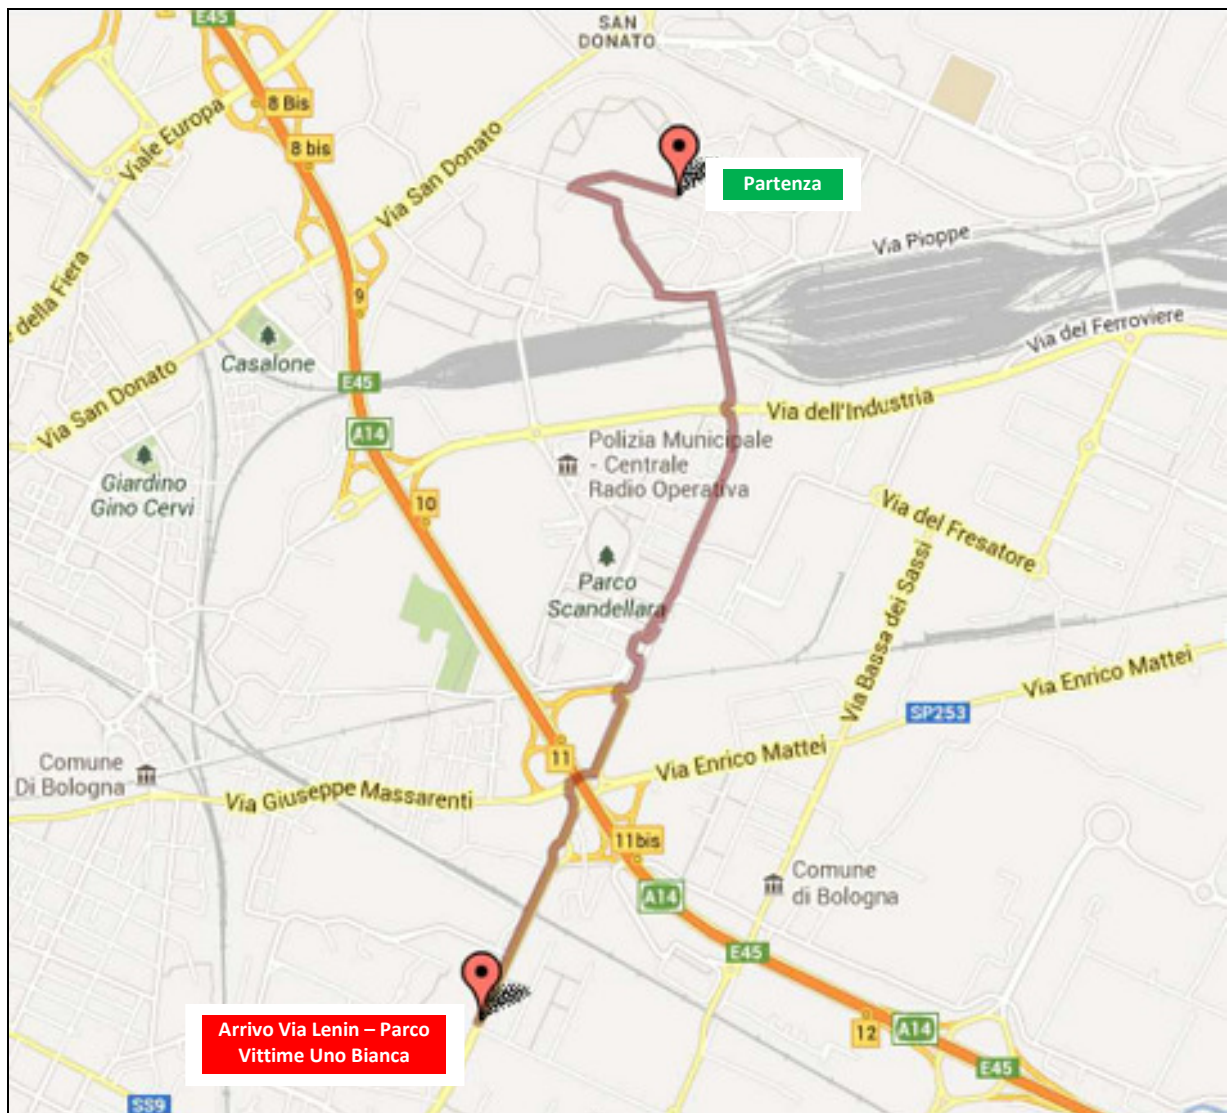 E45
SAN
DONATO
8 Bis
Viale Europa
8 bis
Via San Donato
Partenza
Via Pioppe
della Fiera
9
Via del Ferroviere
Casalone
E45
Via San Donato
A14
Via dell'Industria
Polizia Municipale
- Centrale
Radio Operativa
Giardino
Gino Cervi
10
Via del Fresatore
Parco
Scandellara
Via Bassa dei Sassi
Via Enrico Mattei
SP253
11
Comune
Di Bologna
Via Enrico Mattei
Via Giuseppe Massarenti
11bis
Comune
di Bologna
A14
E45
Arrivo Via Lenin – Parco
Vittime Uno Bianca
12
A14
E45
SS9